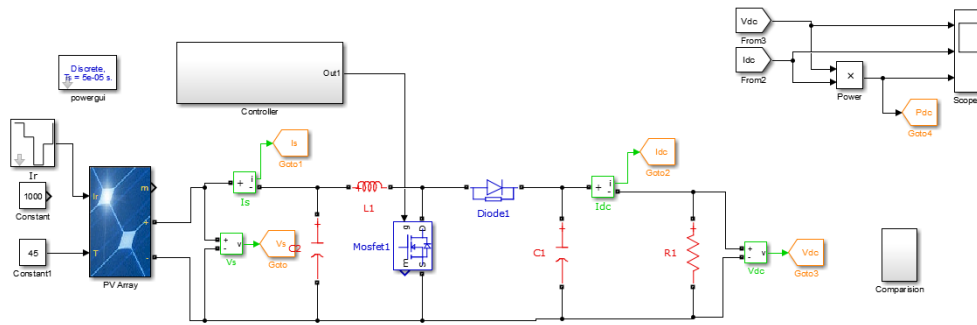 Discrete,
Ts = 5e-05 s.
powergui
Out1
Controller
Vdc
From3
Idc
From2
×
Power
Scope
Pdc
Goto4
Ir
1000
Constant
45
Constant1
Ir
T
m
+
-
PV Array
+ i
-
Is
Is
Goto1
+
- v
Vs
Vs
Goto
+
C2
L1
g
D
m
S
Mosfet1
Diode1
+
C1
+ i
-
Idc
Idc
Goto2
+
R1
+
- v
Vdc
Vdc
Goto3
Comparision